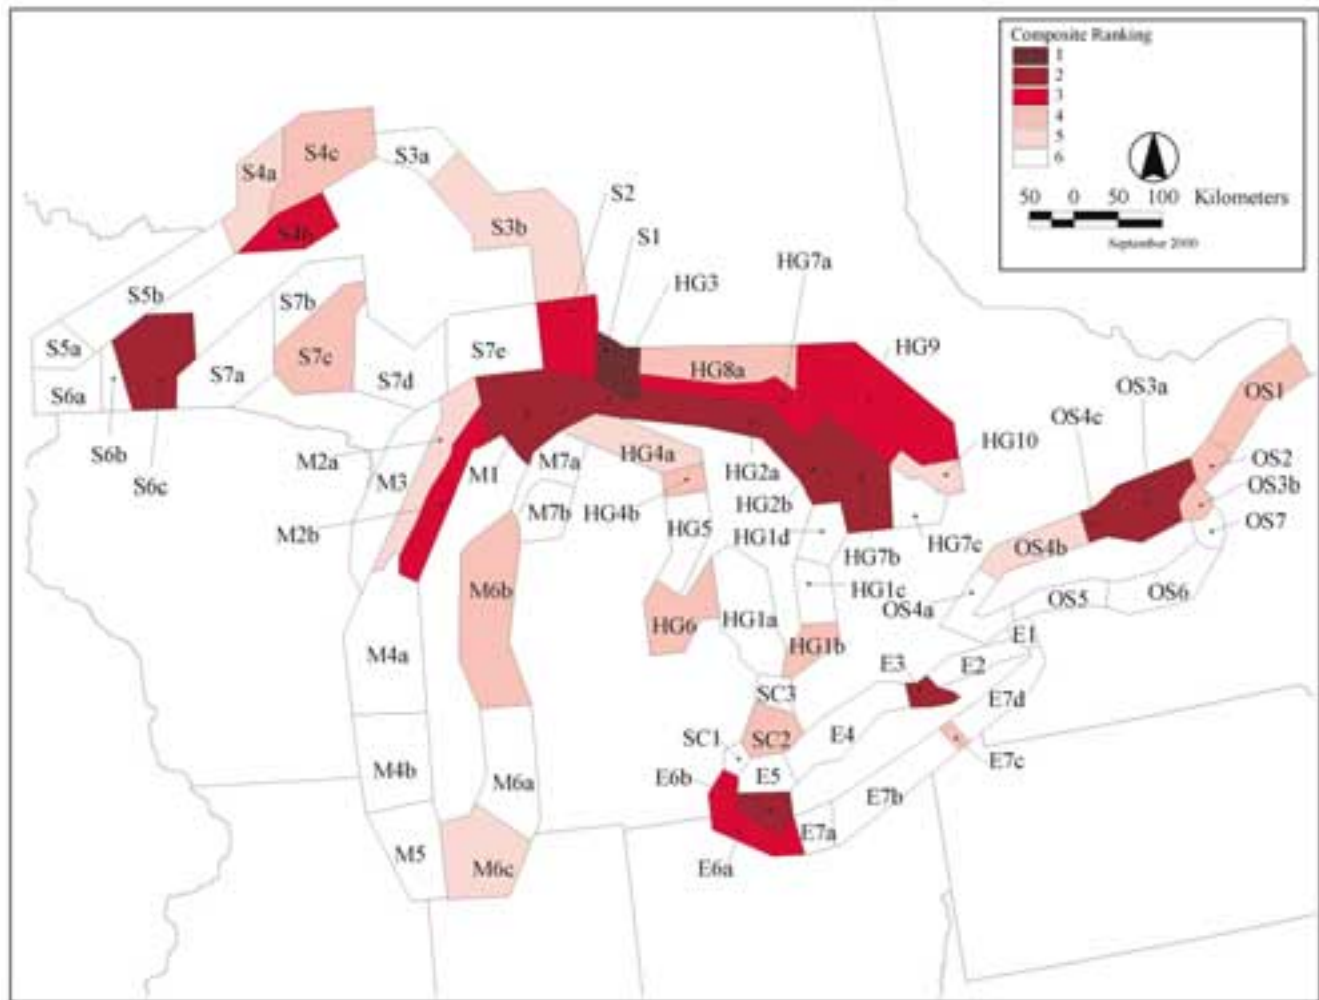 Composite Ranking
1
2
3
4
5
6
50 0 50 100 Kilometers
September 2000
S4c
S3a
S4a
S2
S3b
S4b
S1
HG7a
HG3
S5b
S7b
HG9
S5a
S7e
S7c
HG8a
S7a
S7d
OS3a
OS1
S6a
OS4c
HG10
S6b
M2a
M7a
HG4a
OS2
S6c
M3
M1
HG2a
OS3b
HG2b
M7b
HG4b
OS7
M2b
HG5
HG1d
HG7b
HG7c
OS4b
M6b
HG1c
OS4a
OS5
OS6
HG6
HG1a
E1
HG1b
M4a
E3
E2
SC3
E7d
SC1
SC2
E4
E7c
M4b
E6b
E5
M6a
E7b
E7a
M5
M6c
E6a